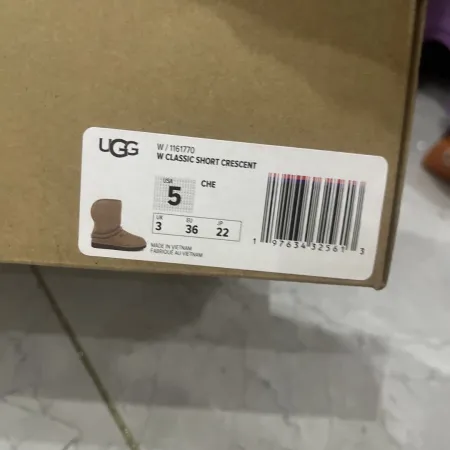 UGG
W / 1161770
W CLASSIC SHORT CRESCENT
USA
5
CHE
UK EU JP
3 36 22
MADE IN VIETNAM
FABRIQUÉ AU VIETNAM
1 97634 32561 3